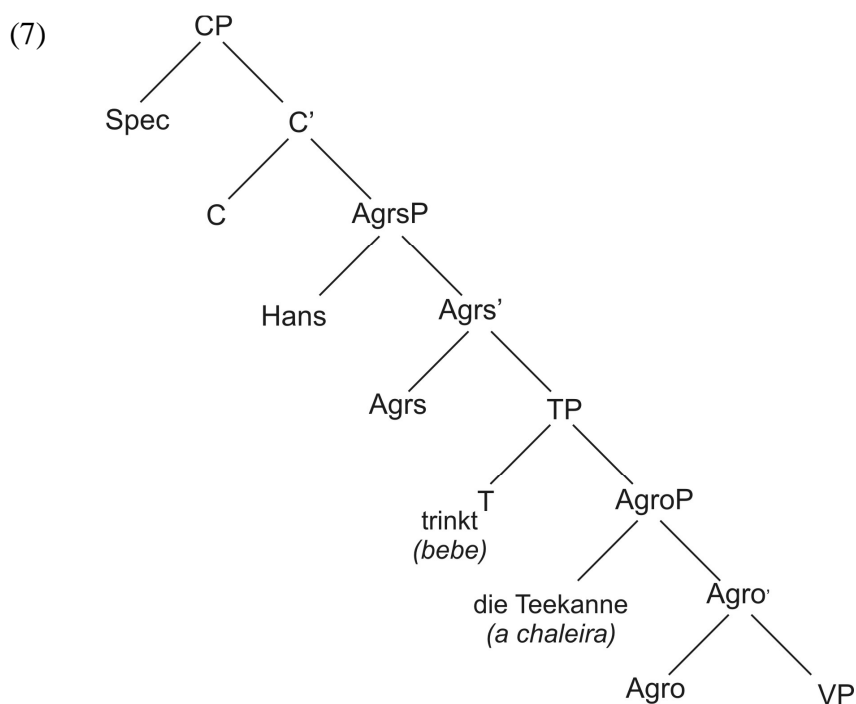 (7)
CP
Spec
C’
C
AgrsP
Hans
Agrs’
Agrs
TP
T
trinkt
(bebe)
AgroP
die Teekanne
(a chaleira)
Agro’
Agro
VP